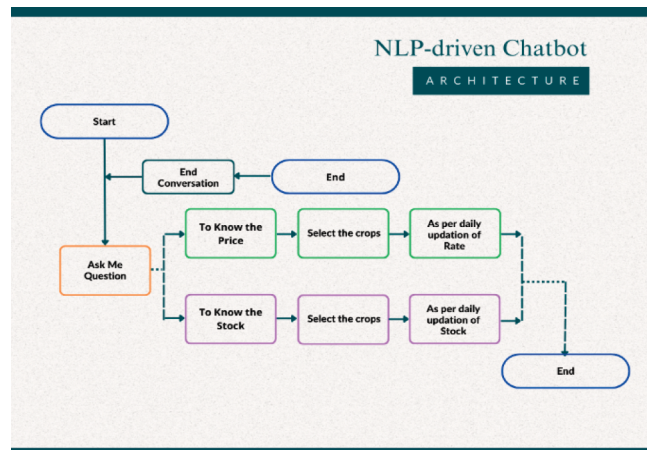 NLP-driven Chatbot
ARCHITECTURE
Start
End
Conversation
End
Ask Me
Question
To Know the
Price
Select the crops
As per daily
updation of
Rate
To Know the
Stock
Select the crops
As per daily
updation of
Stock
End